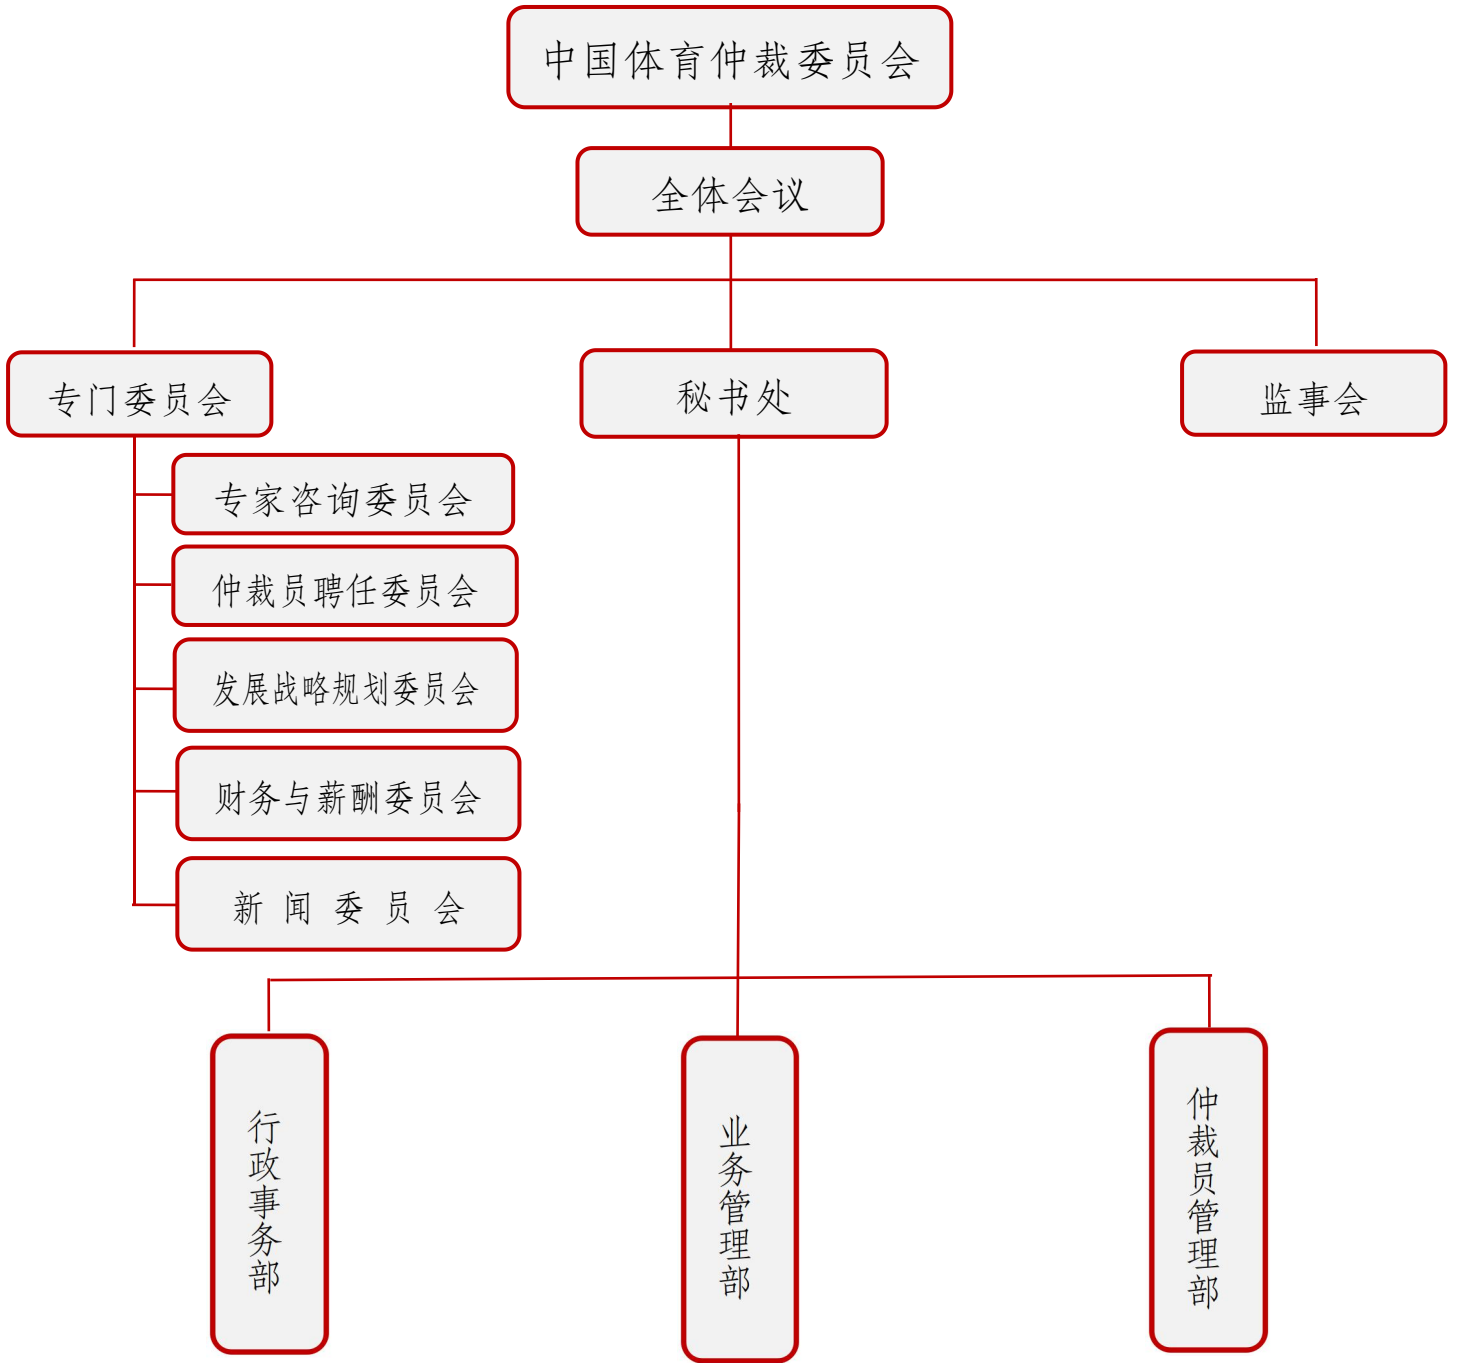 中国体育仲裁委员会
全体会议
专门委员会
秘书处
监事会
专家咨询委员会
仲裁员聘任委员会
发展战略规划委员会
财务与薪酬委员会
新闻委员会
行政事务部
业务管理部
仲裁员管理部